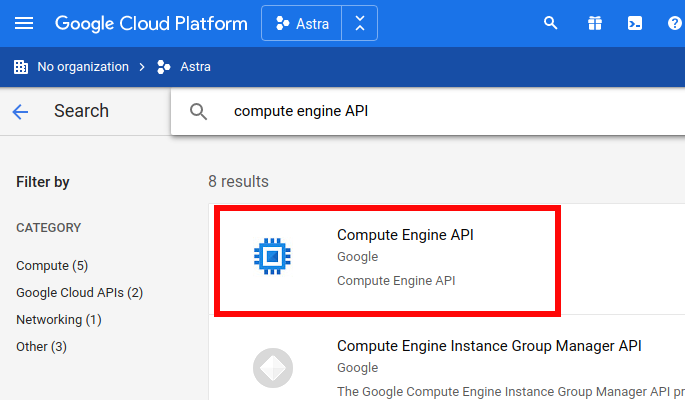 Google Cloud Platform
Astra
No organization
Astra
Search
compute engine API
Filter by
8 results
CATEGORY
Compute (5)
Google Cloud APIs (2)
Networking (1)
Other (3)
Compute Engine API
Google
Compute Engine API
Compute Engine Instance Group Manager API
Google
The Google Compute Engine Instance Group Manager API pr